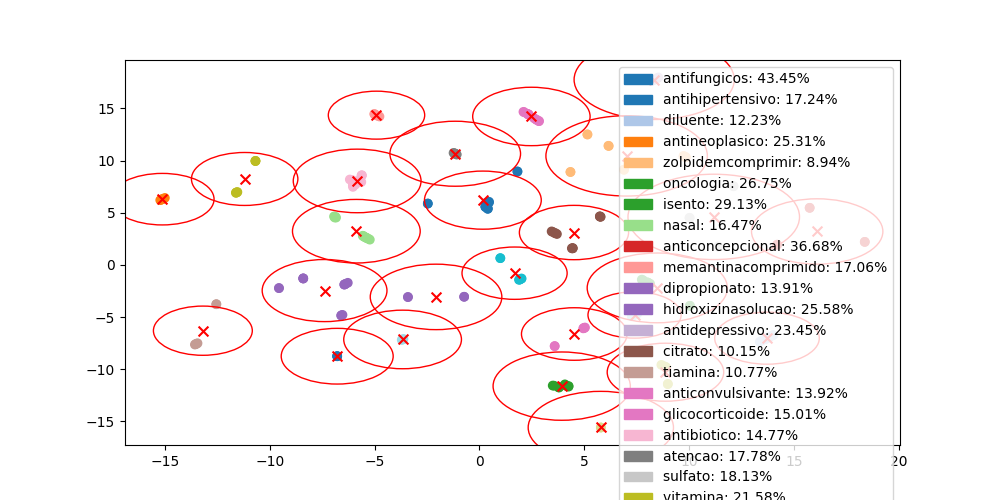 15
10
5
0
−5
−10
−15
−15
−10
−5
0
5
10
15
20
antifungicos: 43.45%
antihipertensivo: 17.24%
diluente: 12.23%
antineoplasico: 25.31%
zolpidemcomprimir: 8.94%
oncologia: 26.75%
isento: 29.13%
nasal: 16.47%
anticoncepcional: 36.68%
memantinacomprimido: 17.06%
dipropionato: 13.91%
hidroxizinasolucao: 25.58%
antidepressivo: 23.45%
citrato: 10.15%
tiamina: 10.77%
anticonvulsivante: 13.92%
glicocorticoide: 15.01%
antibiotico: 14.77%
atencao: 17.78%
sulfato: 18.13%
vitamina: 21.58%